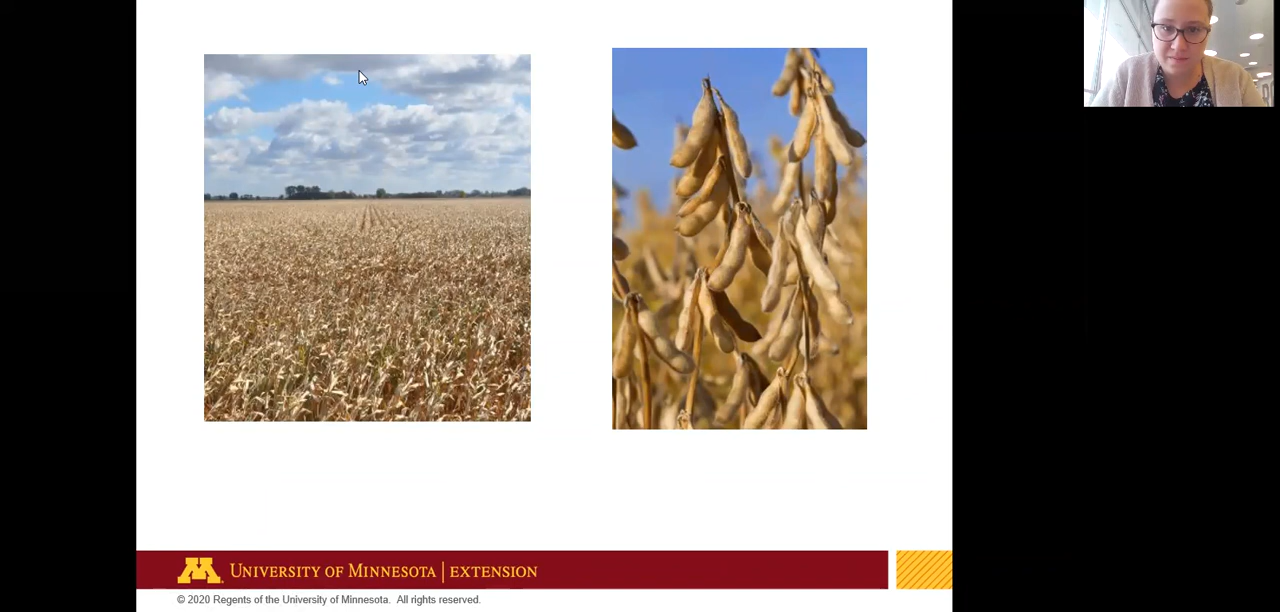 UNIVERSITY OF MINNESOTA | EXTENSION
© 2020 Regents of the University of Minnesota. All rights reserved.